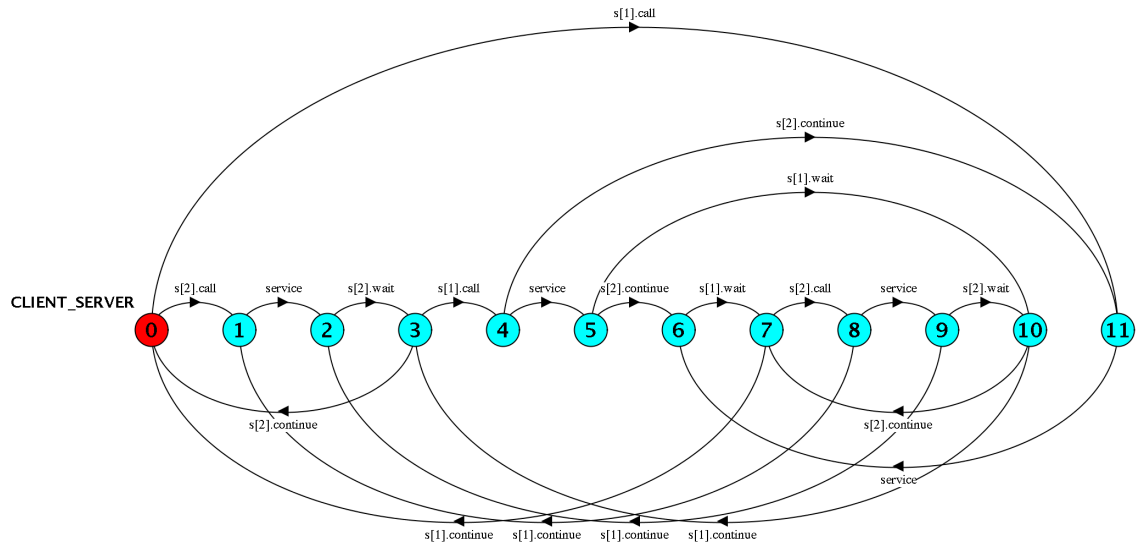 s[1].call
s[2].continue
s[1].wait
s[2].call service s[2].wait s[1].call service s[2].continue s[1].wait s[2].call service s[2].wait
CLIENT_SERVER
0 1 2 3 4 5 6 7 8 9 10 11
s[2].continue s[2].continue
service
s[1].continue s[1].continue s[1].continue s[1].continue